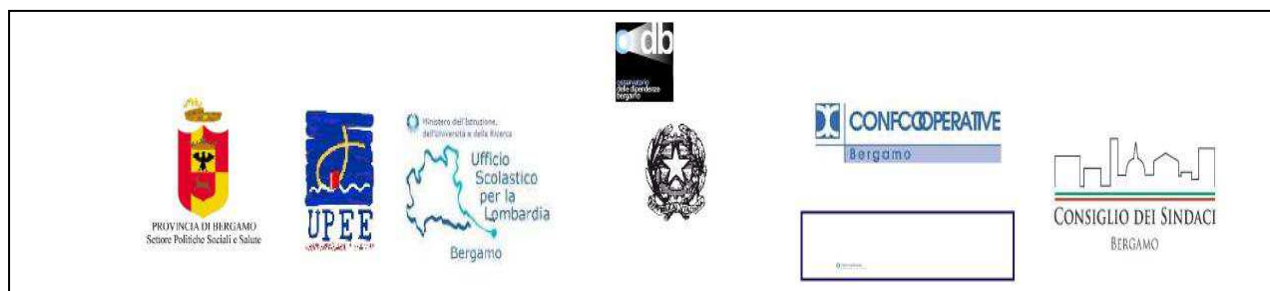 db
osservatorio
delle dipendenze
bergamo
PROVINCIA DI BERGAMO
Settore Politiche Sociali e Salute
UPEE
Ministero dell'Istruzione,
dell'Università e della Ricerca
Ufficio
Scolastico
per la
Lombardia
Bergamo
CONFCOOPERATIVE
Bergamo
CONSIGLIO DEI SINDACI
BERGAMO